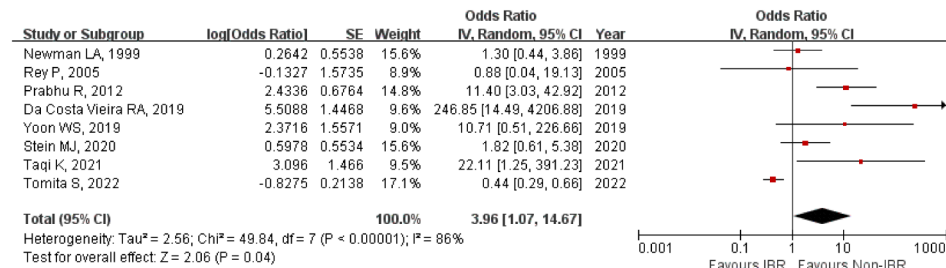 Odds Ratio Odds Ratio
Study or Subgroup log[Odds Ratio] SE Weight IV, Random, 95% CI Year IV, Random, 95% CI
Newman LA, 1999 0.2642 0.5538 15.6% 1.30 [0.44, 3.86] 1999
Rey P, 2005 -0.1327 1.5735 8.9% 0.88 [0.04, 19.13] 2005
Prabhu R, 2012 2.4336 0.6764 14.8% 11.40 [3.03, 42.92] 2012
Da Costa Vieira RA, 2019 5.5088 1.4468 9.6% 246.85 [14.49, 4206.88] 2019
Yoon WS, 2019 2.3716 1.5571 9.0% 10.71 [0.51, 226.66] 2019
Stein MJ, 2020 0.5978 0.5534 15.6% 1.82 [0.61, 5.38] 2020
Taqi K, 2021 3.096 1.466 9.5% 22.11 [1.25, 391.23] 2021
Tomita S, 2022 -0.8275 0.2138 17.1% 0.44 [0.29, 0.66] 2022
Total (95% CI) 100.0% 3.96 [1.07, 14.67]
Heterogeneity: Tau² = 2.56; Chi² = 49.84, df = 7 (P < 0.00001); I² = 86%
Test for overall effect: Z = 2.06 (P = 0.04)
0.001 0.1 1 10 1000
Favours IBR Favours Non-IBR